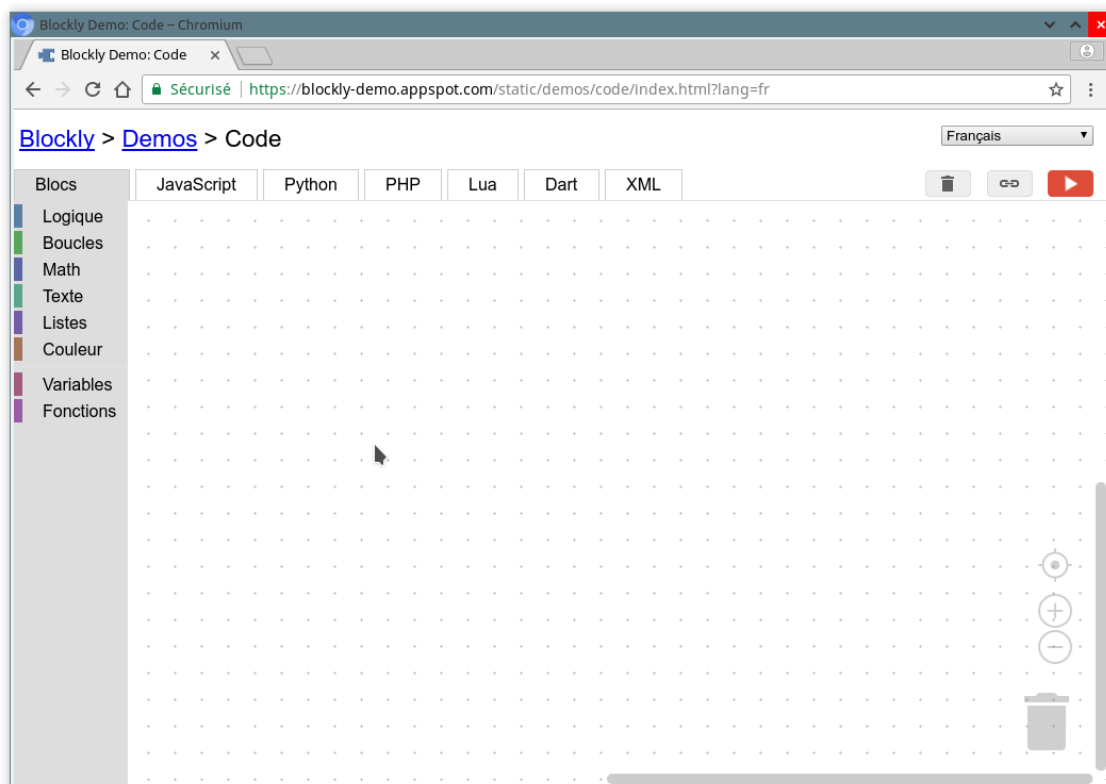 Blockly Demo: Code – Chromium
Blockly Demo: Code
Sécurisé https://blockly-demo.appspot.com/static/demos/code/index.html?lang=fr
Blockly > Demos > Code
Français
Blocs JavaScript Python PHP Lua Dart XML
Logique
Boucles
Math
Texte
Listes
Couleur
Variables
Fonctions